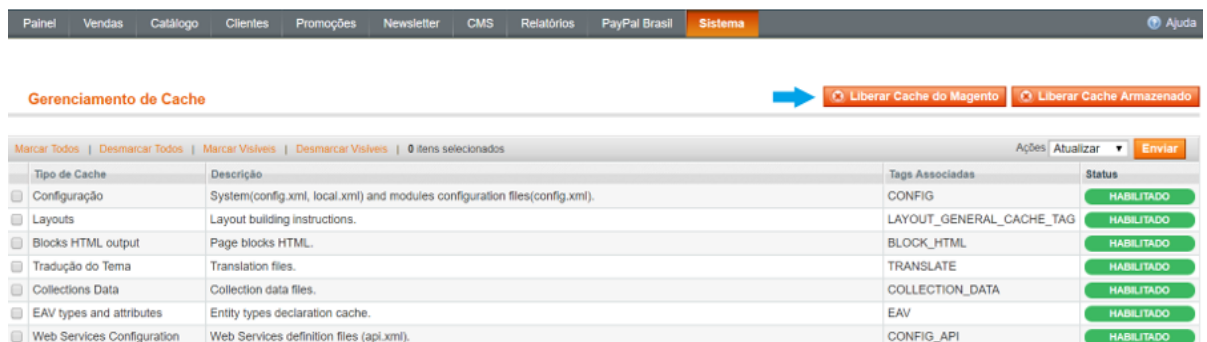 Painel Vendas Catálogo Clientes Promoções Newsletter CMS Relatórios PayPal Brasil Sistema Ajuda
Gerenciamento de Cache Liberar Cache do Magento Liberar Cache Armazenado
Marcar Todos | Desmarcar Todos | Marcar Visíveis | Desmarcar Visíveis | 0 itens selecionados Ações Atualizar Enviar
Tipo de Cache Descrição Tags Associadas Status
Configuração System(config.xml, local.xml) and modules configuration files(config.xml). CONFIG HABILITADO
Layouts Layout building instructions. LAYOUT_GENERAL_CACHE_TAG HABILITADO
Blocks HTML output Page blocks HTML. BLOCK_HTML HABILITADO
Tradução do Tema Translation files. TRANSLATE HABILITADO
Collections Data Collection data files. COLLECTION_DATA HABILITADO
EAV types and attributes Entity types declaration cache. EAV HABILITADO
Web Services Configuration Web Services definition files (api.xml). CONFIG_API HABILITADO